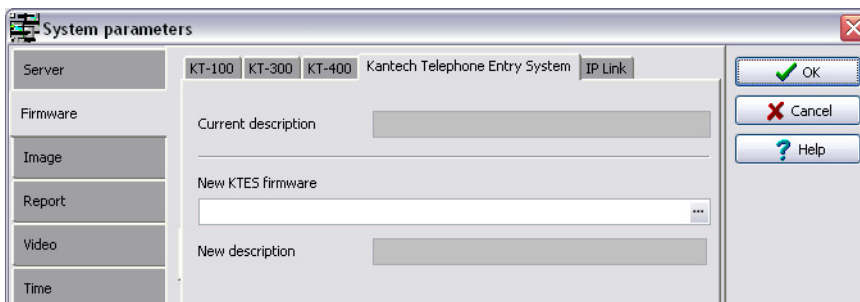 System parameters
Server
Firmware
Image
Report
Video
Time
KT-100 KT-300 KT-400 Kantech Telephone Entry System IP Link
Current description
New KTES firmware
...
New description
OK
Cancel
? Help